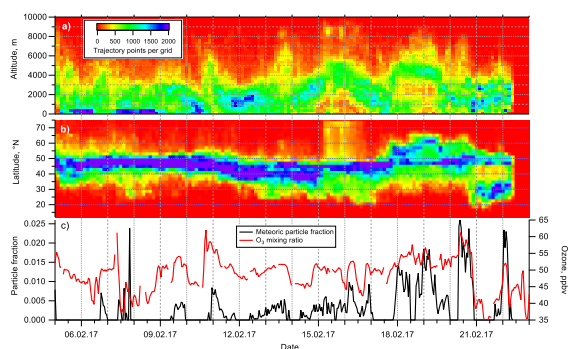 10000
a)
0 500 1000 1500 2000
Trajectory points per grid
8000
6000
4000
2000
0
Altitude, m
b)
70
60
50
40
30
20
Latitude, °N
c)
Meteoric particle fraction
O3 mixing ratio
0.025
0.020
0.015
0.010
0.005
0.000
Particle fraction
65
60
55
50
45
40
35
Ozone, ppbv
06.02.17 09.02.17 12.02.17 15.02.17 18.02.17 21.02.17
Date